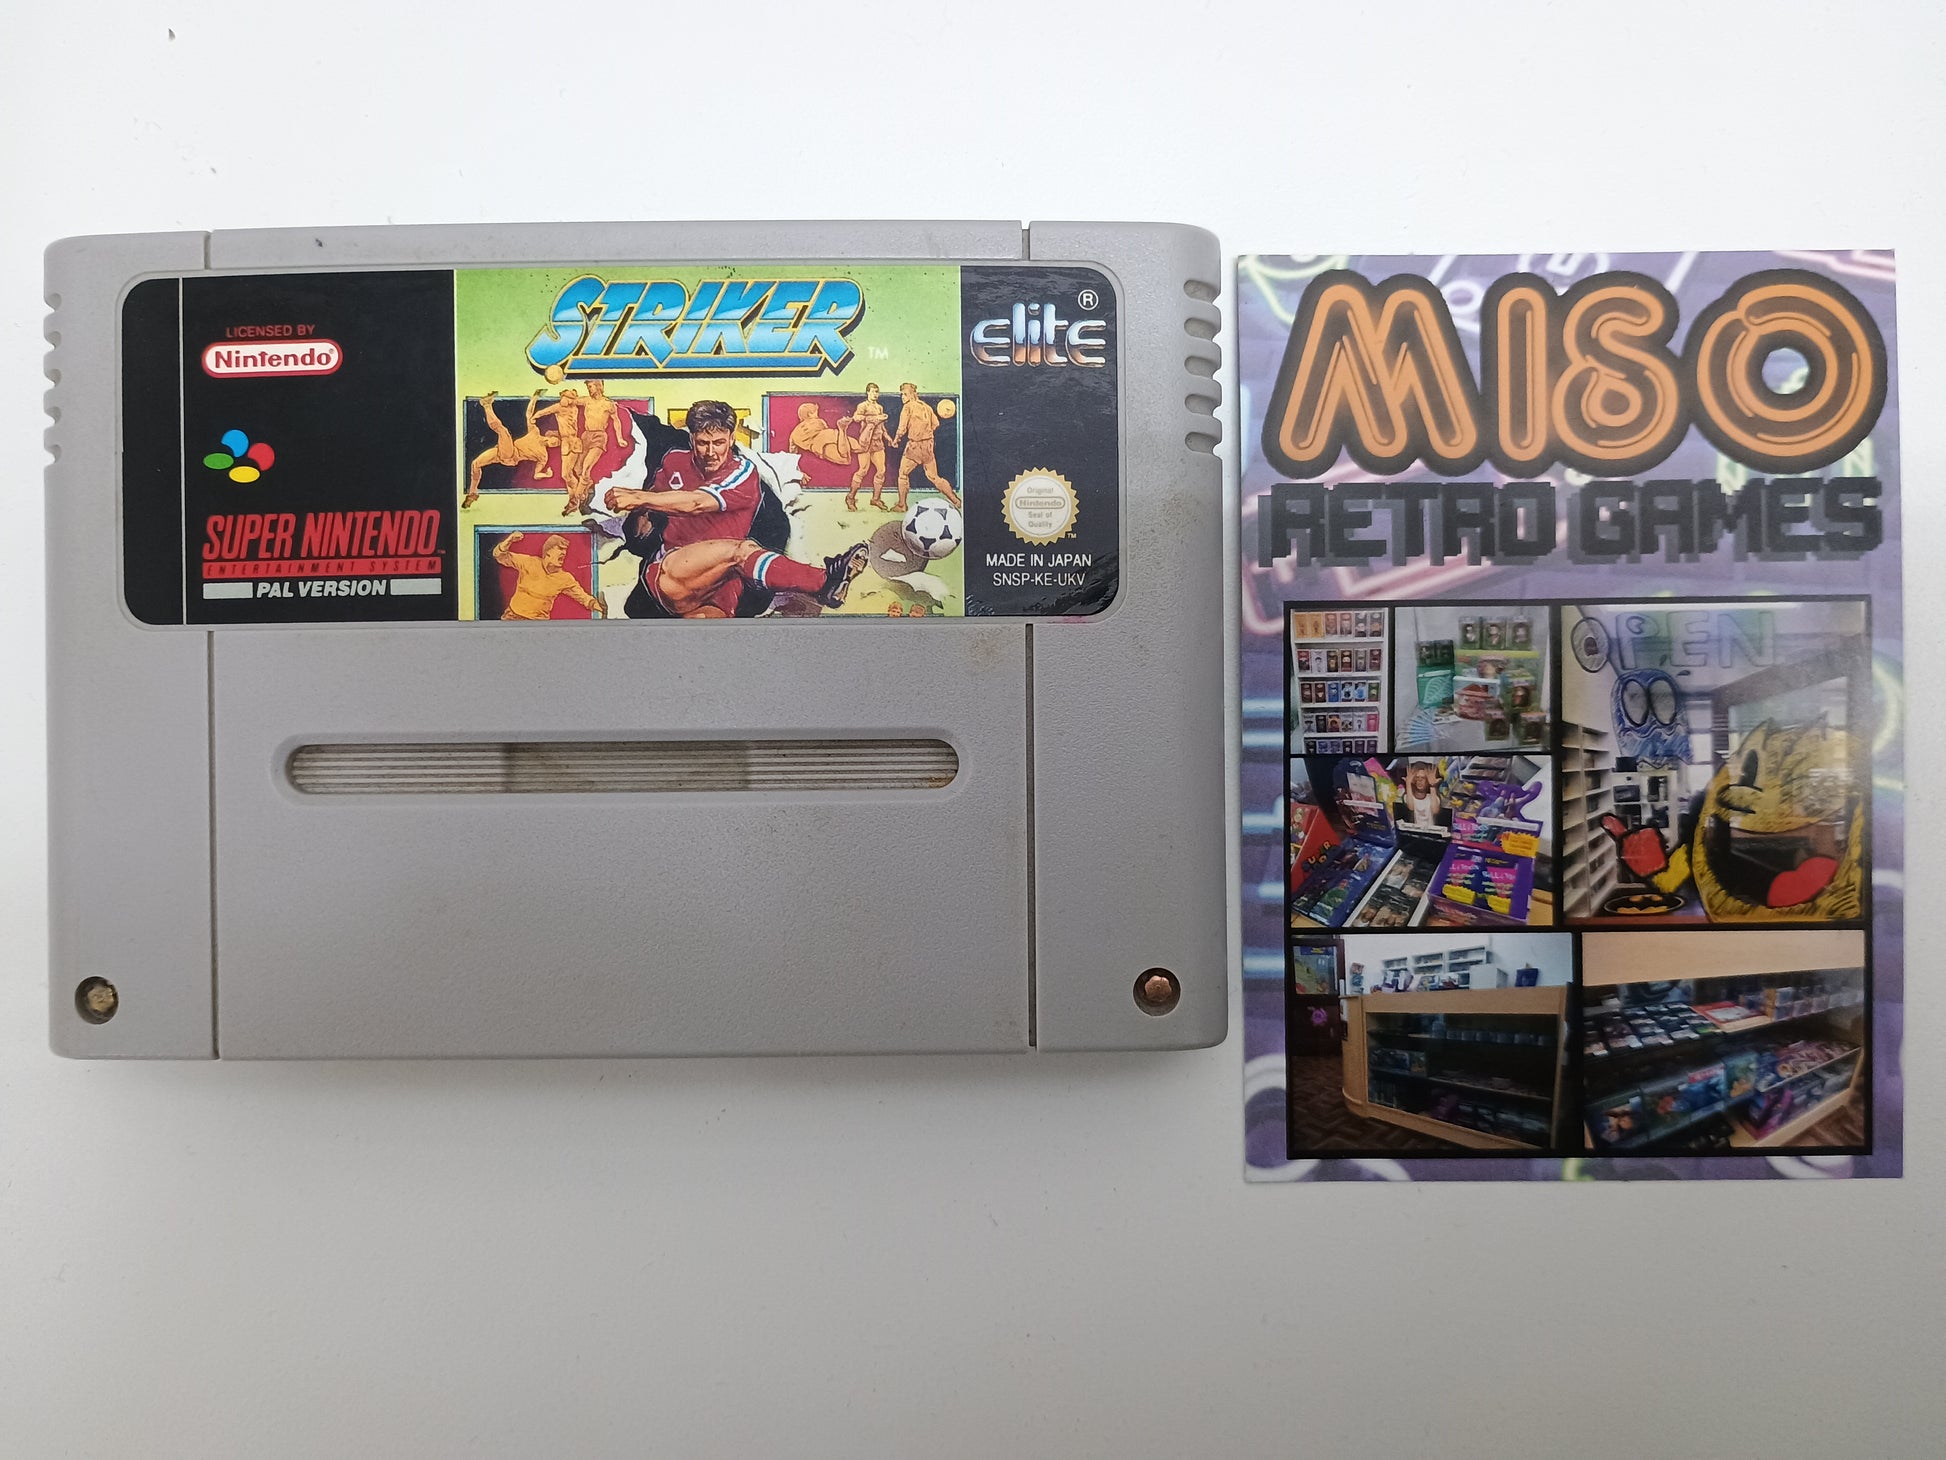 LICENSED BY
Nintendo®
SUPER NINTENDO
ENTERTAINMENT SYSTEM
PAL VERSION
STRIKER TM
elite ®
Original
Nintendo
Seal of
Quality
TM
MADE IN JAPAN
SNSP-KE-UKV
MISO
RETRO GAMES
OPEN